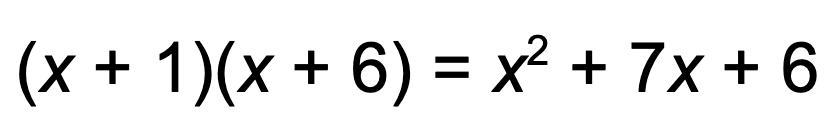 (x + 1)(x + 6) = x² + 7x + 6